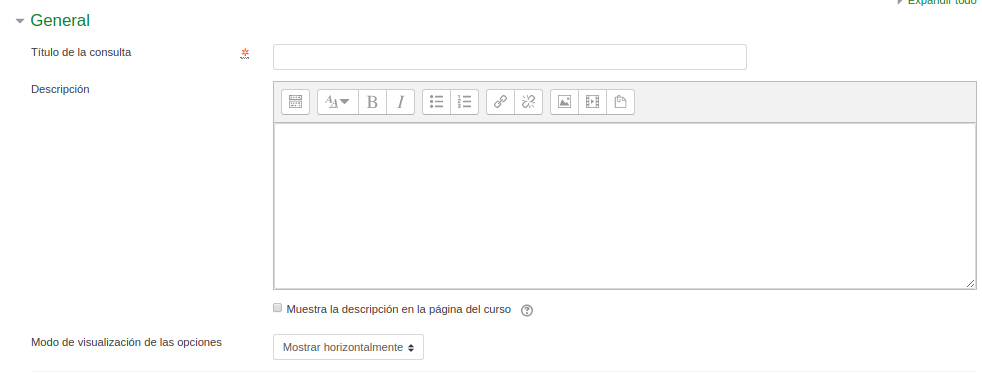 Expandir todo
General
Título de la consulta
Descripción
Muestra la descripción en la página del curso
Modo de visualización de las opciones
Mostrar horizontalmente